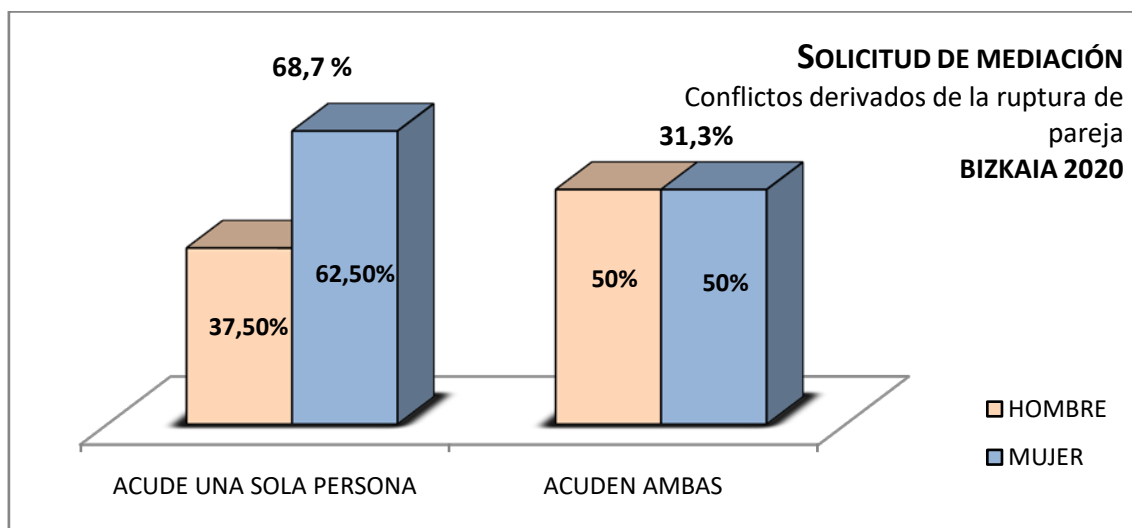 SOLICITUD DE MEDIACIÓN
Conflictos derivados de la ruptura de
pareja
BIZKAIA 2020
68,7 %
31,3%
37,50%
62,50%
50%
50%
HOMBRE
MUJER
ACUDE UNA SOLA PERSONA
ACUDEN AMBAS